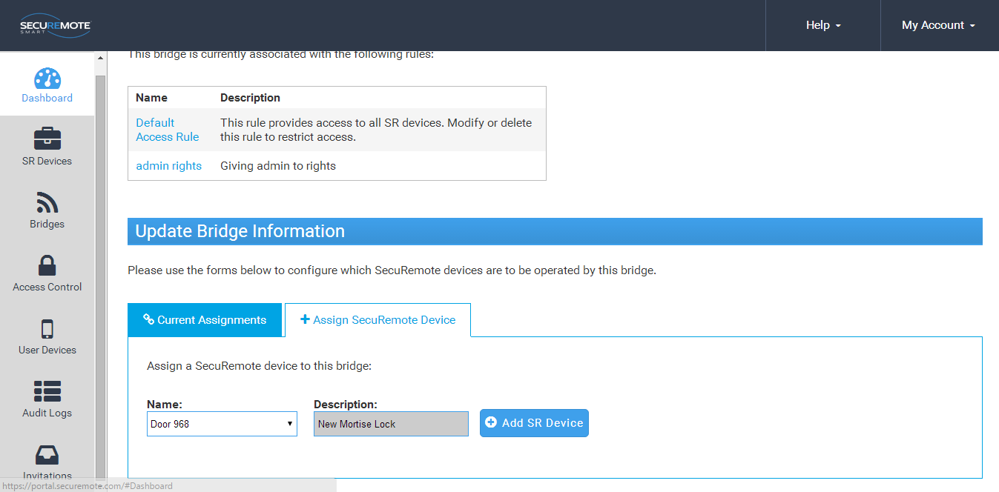 SECUREMOTE
SMART
Help
My Account
Dashboard
SR Devices
Bridges
Access Control
User Devices
Audit Logs
Invitations
https://portal.securemote.com/#Dashboard
This bridge is currently associated with the following rules:
Name Description
Default This rule provides access to all SR devices. Modify or delete
Access Rule this rule to restrict access.
admin rights Giving admin to rights
Update Bridge Information
Please use the forms below to configure which SecuRemote devices are to be operated by this bridge.
Current Assignments Assign SecuRemote Device
Assign a SecuRemote device to this bridge:
Name: Description:
Door 968 New Mortise Lock Add SR Device